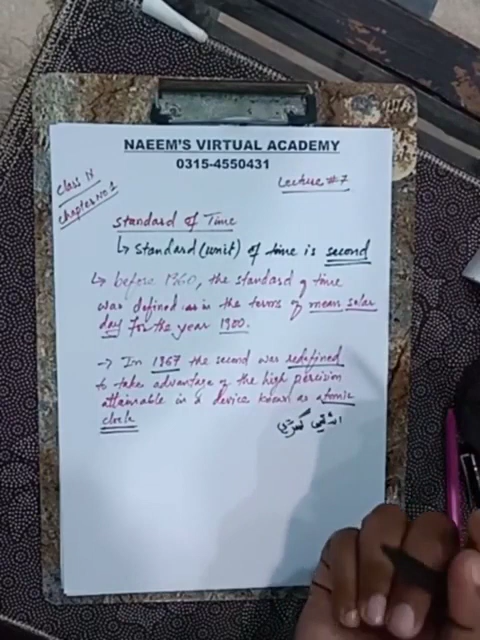 NAEEM'S VIRTUAL ACADEMY
0315-4550431
Class IX
Chapter No: 1
Lecture #7
Standard of Time
↳ Standard (unit) of time is second
↳ before 1960, the standard of time
was defined as in the terms of mean solar
day for the year 1900.
→ In 1967 the second was redefined
to take advantage of the high percision
attainable in a device known as atomic
clock